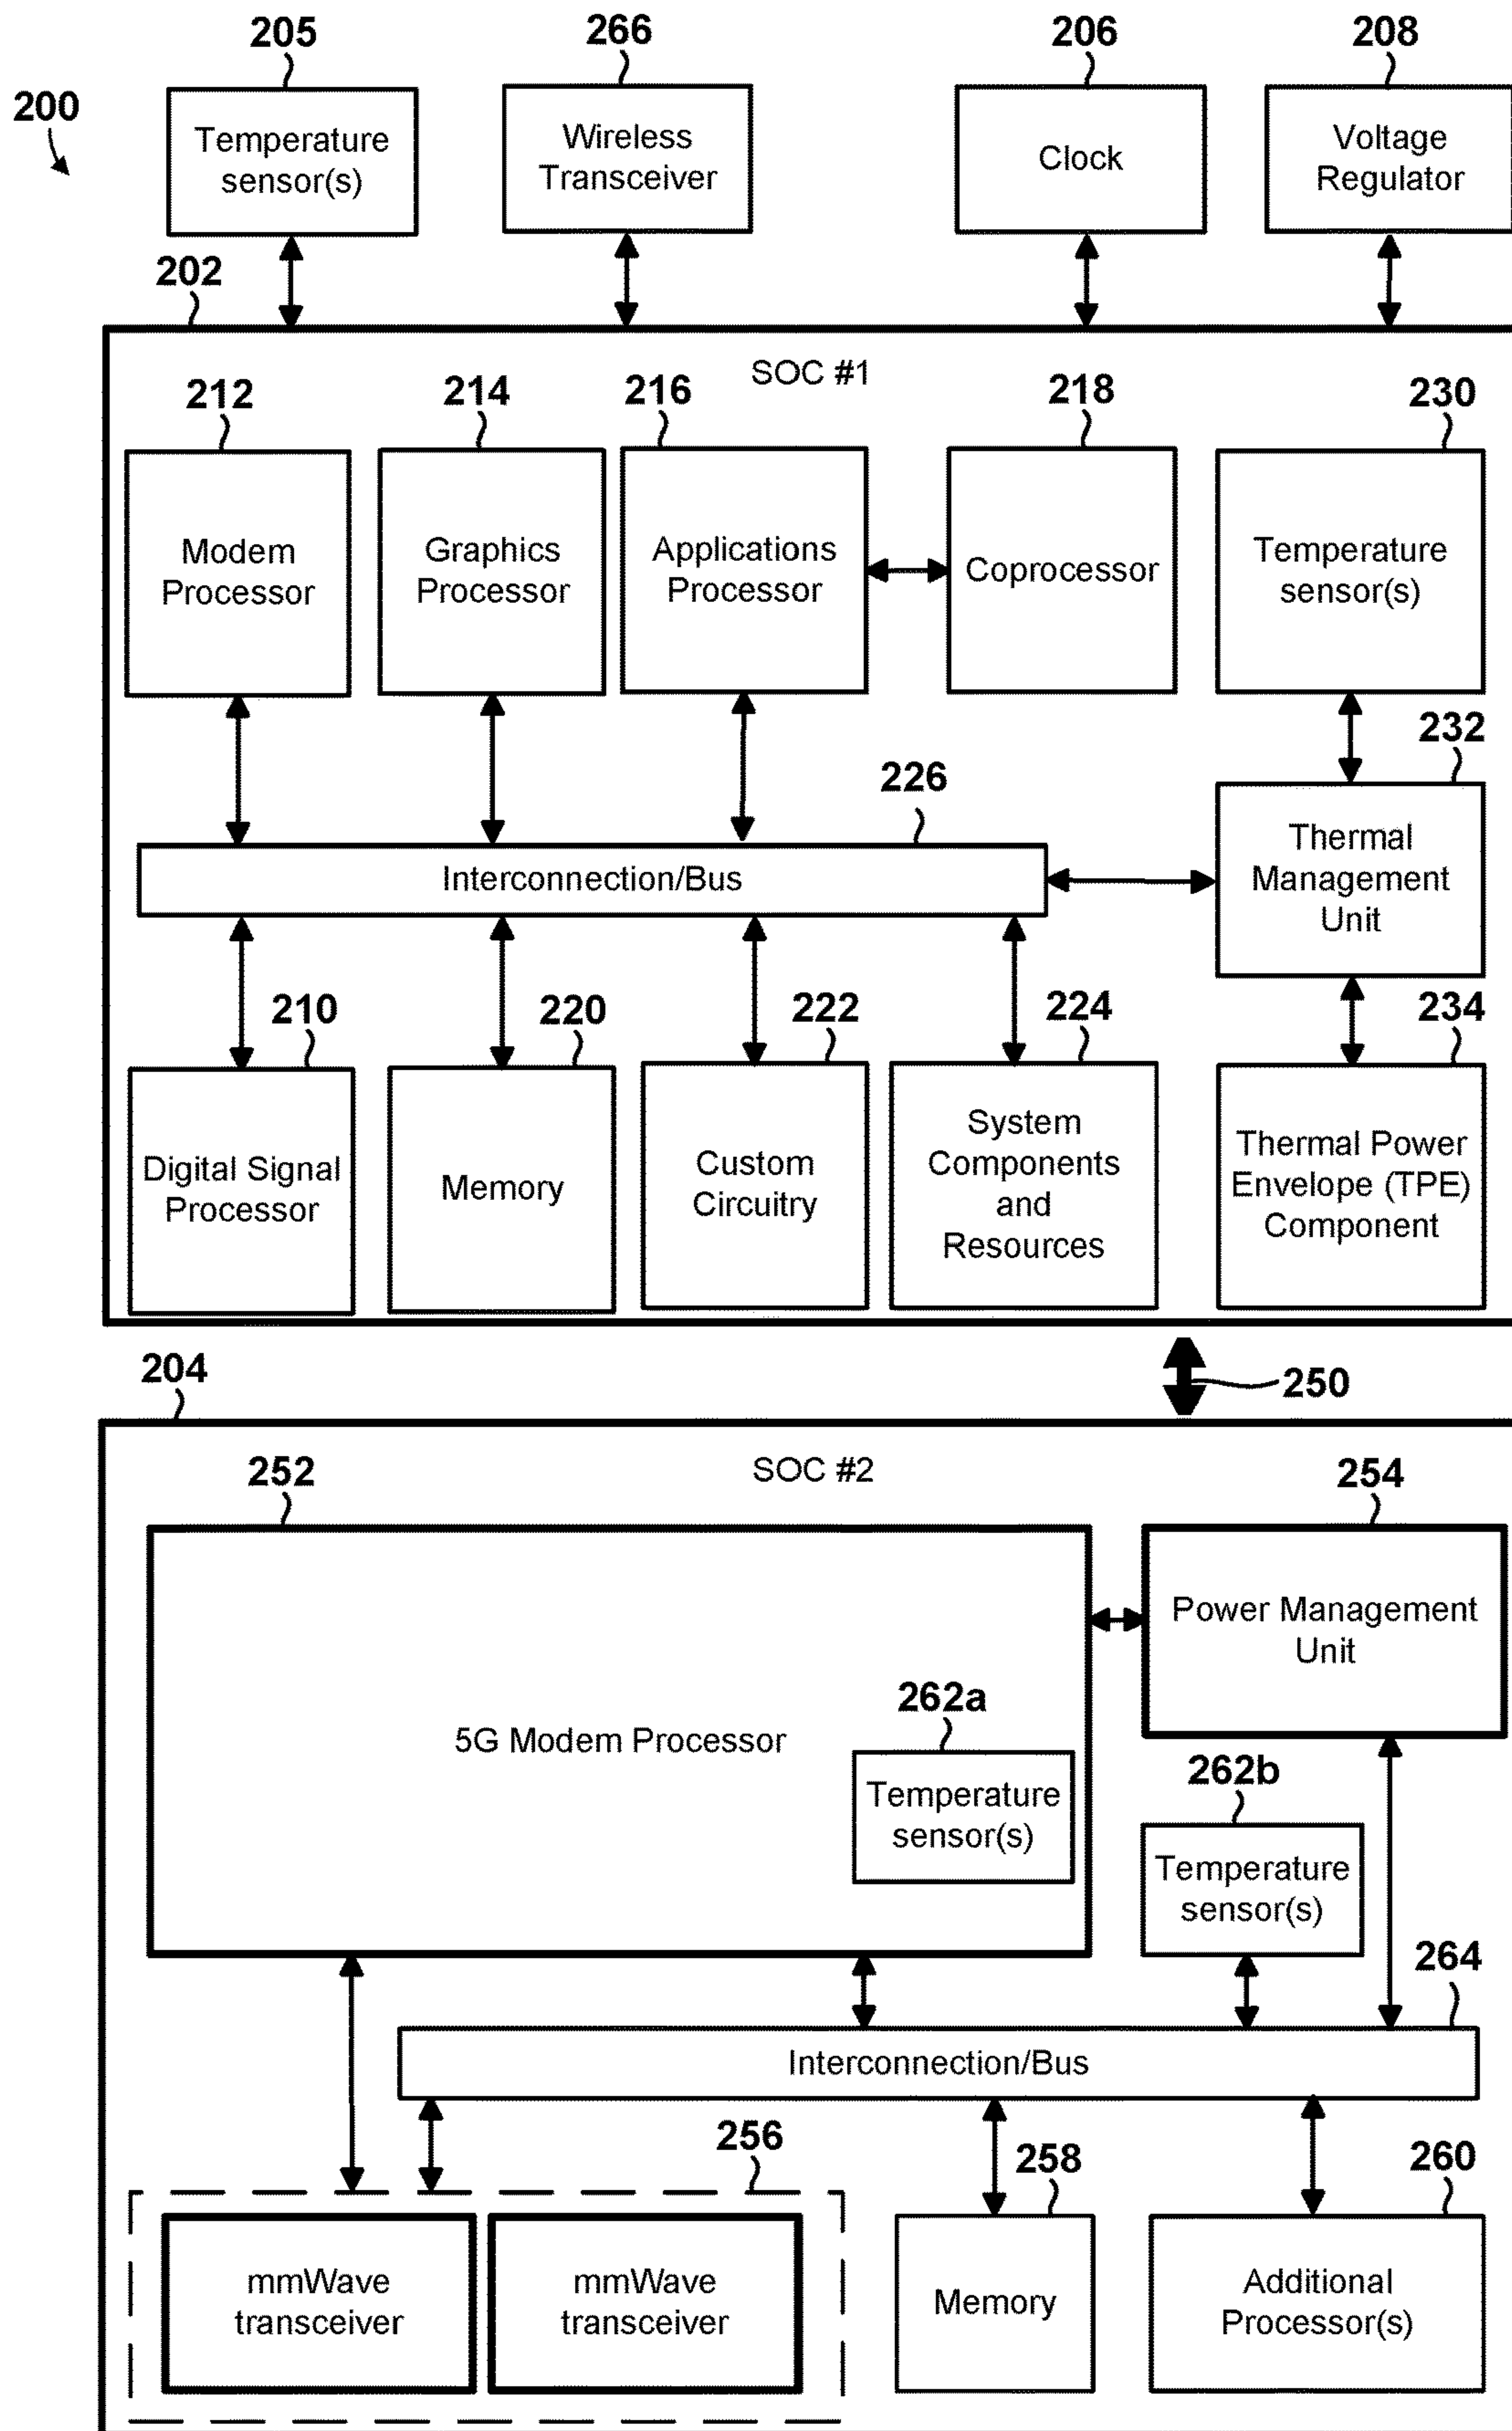 205
266
206
208
200
Temperature
sensor(s)
Wireless
Transceiver
Clock
Voltage
Regulator
202
SOC #1
212
214
216
218
230
Modem
Processor
Graphics
Processor
Applications
Processor
Coprocessor
Temperature
sensor(s)
232
226
Interconnection/Bus
Thermal
Management
Unit
210
220
222
224
234
Digital Signal
Processor
Memory
Custom
Circuitry
System
Components
and
Resources
Thermal Power
Envelope (TPE)
Component
204
250
SOC #2
252
254
5G Modem Processor
Power Management
Unit
262a
Temperature
sensor(s)
262b
Temperature
sensor(s)
264
Interconnection/Bus
256
258
260
mmWave
transceiver
mmWave
transceiver
Memory
Additional
Processor(s)